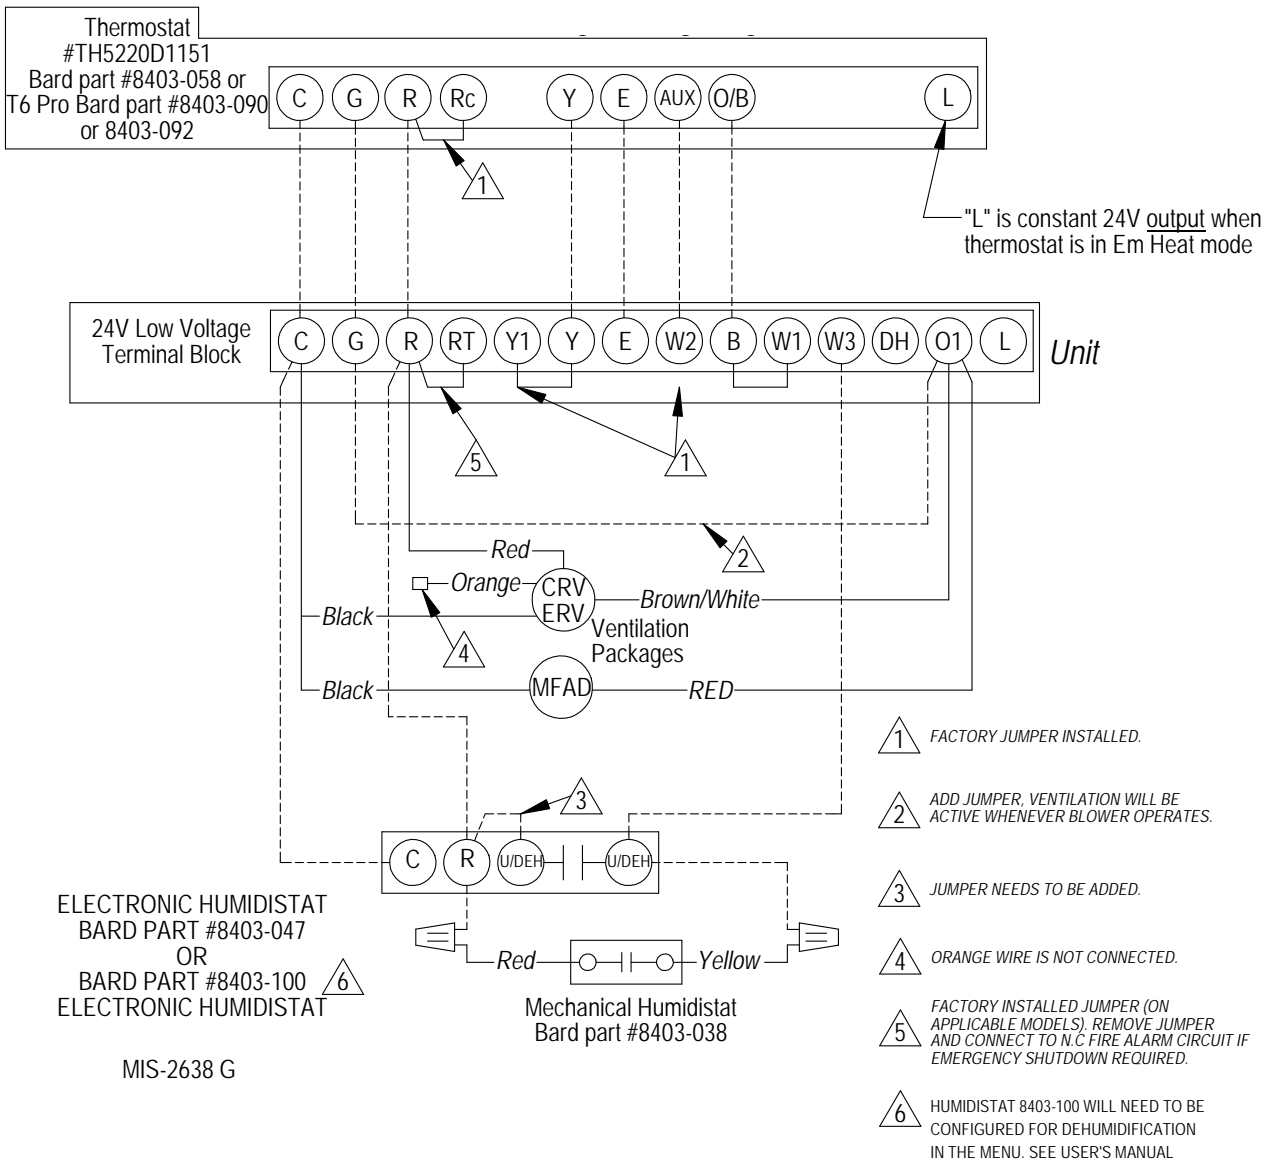 Thermostat
#TH5220D1151
Bard part #8403-058 or
T6 Pro Bard part #8403-090
or 8403-092
C G R Rc Y E AUX O/B L
1
"L" is constant 24V output when
thermostat is in Em Heat mode
24V Low Voltage
Terminal Block
C G R RT Y1 Y E W2 B W1 W3 DH O1 L
Unit
5
1
2
Red
Orange
CRV
ERV
Brown/White
Black
4
Ventilation
Packages
Black
MFAD
RED
3
C R U/DEH U/DEH
ELECTRONIC HUMIDISTAT
BARD PART #8403-047
OR
BARD PART #8403-100
ELECTRONIC HUMIDISTAT
6
Red
Yellow
Mechanical Humidistat
Bard part #8403-038
MIS-2638 G
1 FACTORY JUMPER INSTALLED.
2 ADD JUMPER, VENTILATION WILL BE
ACTIVE WHENEVER BLOWER OPERATES.
3 JUMPER NEEDS TO BE ADDED.
4 ORANGE WIRE IS NOT CONNECTED.
5 FACTORY INSTALLED JUMPER (ON
APPLICABLE MODELS). REMOVE JUMPER
AND CONNECT TO N.C FIRE ALARM CIRCUIT IF
EMERGENCY SHUTDOWN REQUIRED.
6 HUMIDISTAT 8403-100 WILL NEED TO BE
CONFIGURED FOR DEHUMIDIFICATION
IN THE MENU. SEE USER'S MANUAL